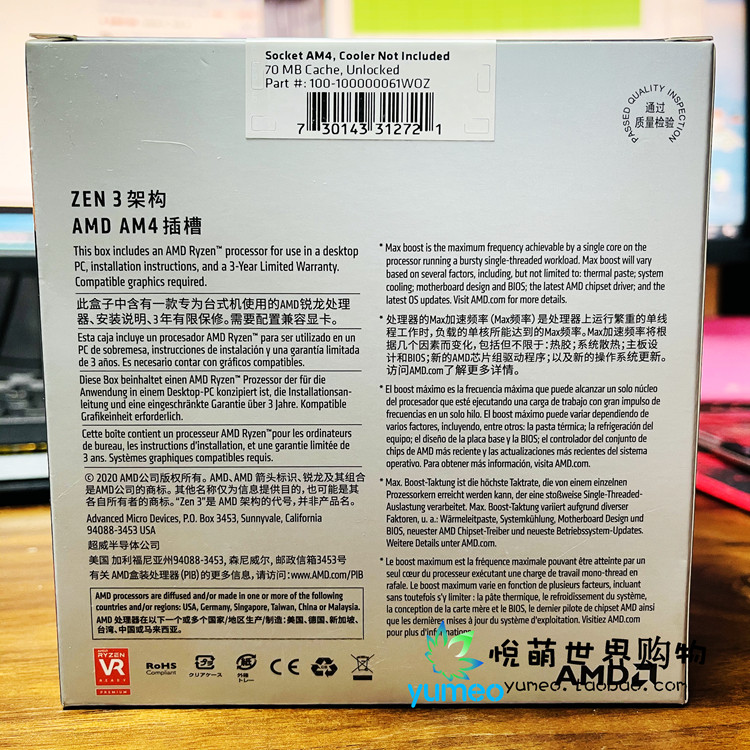 Socket AM4, Cooler Not Included
70 MB Cache, Unlocked
Part #: 100-100000061WOZ
7 30143 31272 1
PASSED QUALITY INSPECTION
通过
质量检验
ZEN 3 架构
AMD AM4 插槽
This box includes an AMD Ryzen™ processor for use in a desktop
PC, installation instructions, and a 3-Year Limited Warranty.
Compatible graphics required.
此盒子中含有一款专为台式机使用的AMD锐龙处理
器、安装说明、3年有限保修。需要配置兼容显卡。
Esta caja incluye un procesador AMD Ryzen™ para ser utilizado en un
PC de sobremesa, instrucciones de instalación y una garantía limitada
de 3 años. Es necesario contar con gráficos compatibles.
Diese Box beinhaltet einen AMD Ryzen™ Prozessor der für die
Anwendung in einem Desktop-PC konzipiert ist, die Installationsan-
leitung und eine eingeschränkte Garantie über 3 Jahre. Kompatible
Grafikeinheit erforderlich.
Cette boîte contient un processeur AMD Ryzen™pour les ordinateurs
de bureau, les instructions d'installation, et une garantie limitée de
3 ans. Systèmes graphiques compatibles requis.
© 2020 AMD公司版权所有。AMD、AMD 箭头标识、锐龙及其组合
是AMD公司的商标。其他名称仅为信息提供的目的，也可能是其
各自所有者的商标。“Zen 3”是 AMD 架构的代号，并非产品名。
Advanced Micro Devices, P.O. Box 3453, Sunnyvale, California
94088-3453 USA
超威半导体公司
美国 加利福尼亚州94088-3453, 森尼威尔, 邮政信箱3453号
有关 AMD盒装处理器 (PIB) 的更多信息, 请访问: www.AMD.com/PIB
AMD processors are diffused and/or made in one or more of the following
countries and/or regions: USA, Germany, Singapore, Taiwan, China or Malaysia.
AMD 处理器在以下一个或多个国家/地区生产/制造: 美国、德国、新加坡、
台湾、中国或马来西亚。
* Max boost is the maximum frequency achievable by a single core on the
processor running a bursty single-threaded workload. Max boost will vary
based on several factors, including, but not limited to: thermal paste; system
cooling; motherboard design and BIOS; the latest AMD chipset driver; and the
latest OS updates. Visit AMD.com for more details.
* 处理器的Max加速频率 (Max频率) 是处理器上运行繁重的单线
程工作时, 负载的单核所能达到的Max频率。Max加速频率将根
据几个因素而变化, 包括但不限于: 热胶; 系统散热; 主板设
计和BIOS; 新的AMD芯片组驱动程序; 以及新的操作系统更新。
访问AMD.com了解更多详情。
* El boost máximo es la frecuencia máxima que puede alcanzar un solo núcleo
del procesador que esté ejecutando una carga de trabajo con gran impulso de
frecuencias en un solo hilo. El boost máximo puede variar dependiendo de
varios factores, incluyendo, entre otros: la pasta térmica; la refrigeración del
equipo; el diseño de la placa base y la BIOS; el controlador del conjunto de
chips de AMD más reciente y las actualizaciones más recientes del sistema
operativo. Para obtener más información, visita AMD.com.
* Max. Boost-Taktung ist die höchste Taktrate, die von einem einzelnen
Prozessorkern erreicht werden kann, der eine stoßweise Single-Threaded-
Auslastung verarbeitet. Max. Boost-Taktung variiert aufgrund diverser
Faktoren, u. a.: Wärmeleitpaste, Systemkühlung, Motherboard Design und
BIOS, neuester AMD Chipset-Treiber und neueste Betriebssystem-Updates.
Weitere Details unter AMD.com.
* Le boost maximum est la fréquence maximale pouvant être atteinte par un
seul cœur du processeur exécutant une charge de travail mono-thread en
rafale. Le boost maximum varie en fonction de plusieurs facteurs, incluant
sans toutefois s'y limiter : la pâte thermique, le refroidissement du système,
la conception de la carte mère et le BIOS, le dernier pilote de chipset AMD ainsi
que les dernières mises à jour du système d'exploitation. Visitez AMD.com
pour plus d'informations.
AMD
RYZEN
VR
READY
PREMIUM
RoHS
Compliant
クリアケース
外箱
トレー
CE
yumeo
悦萌世界购物
AMD
yumeo.taobao.com